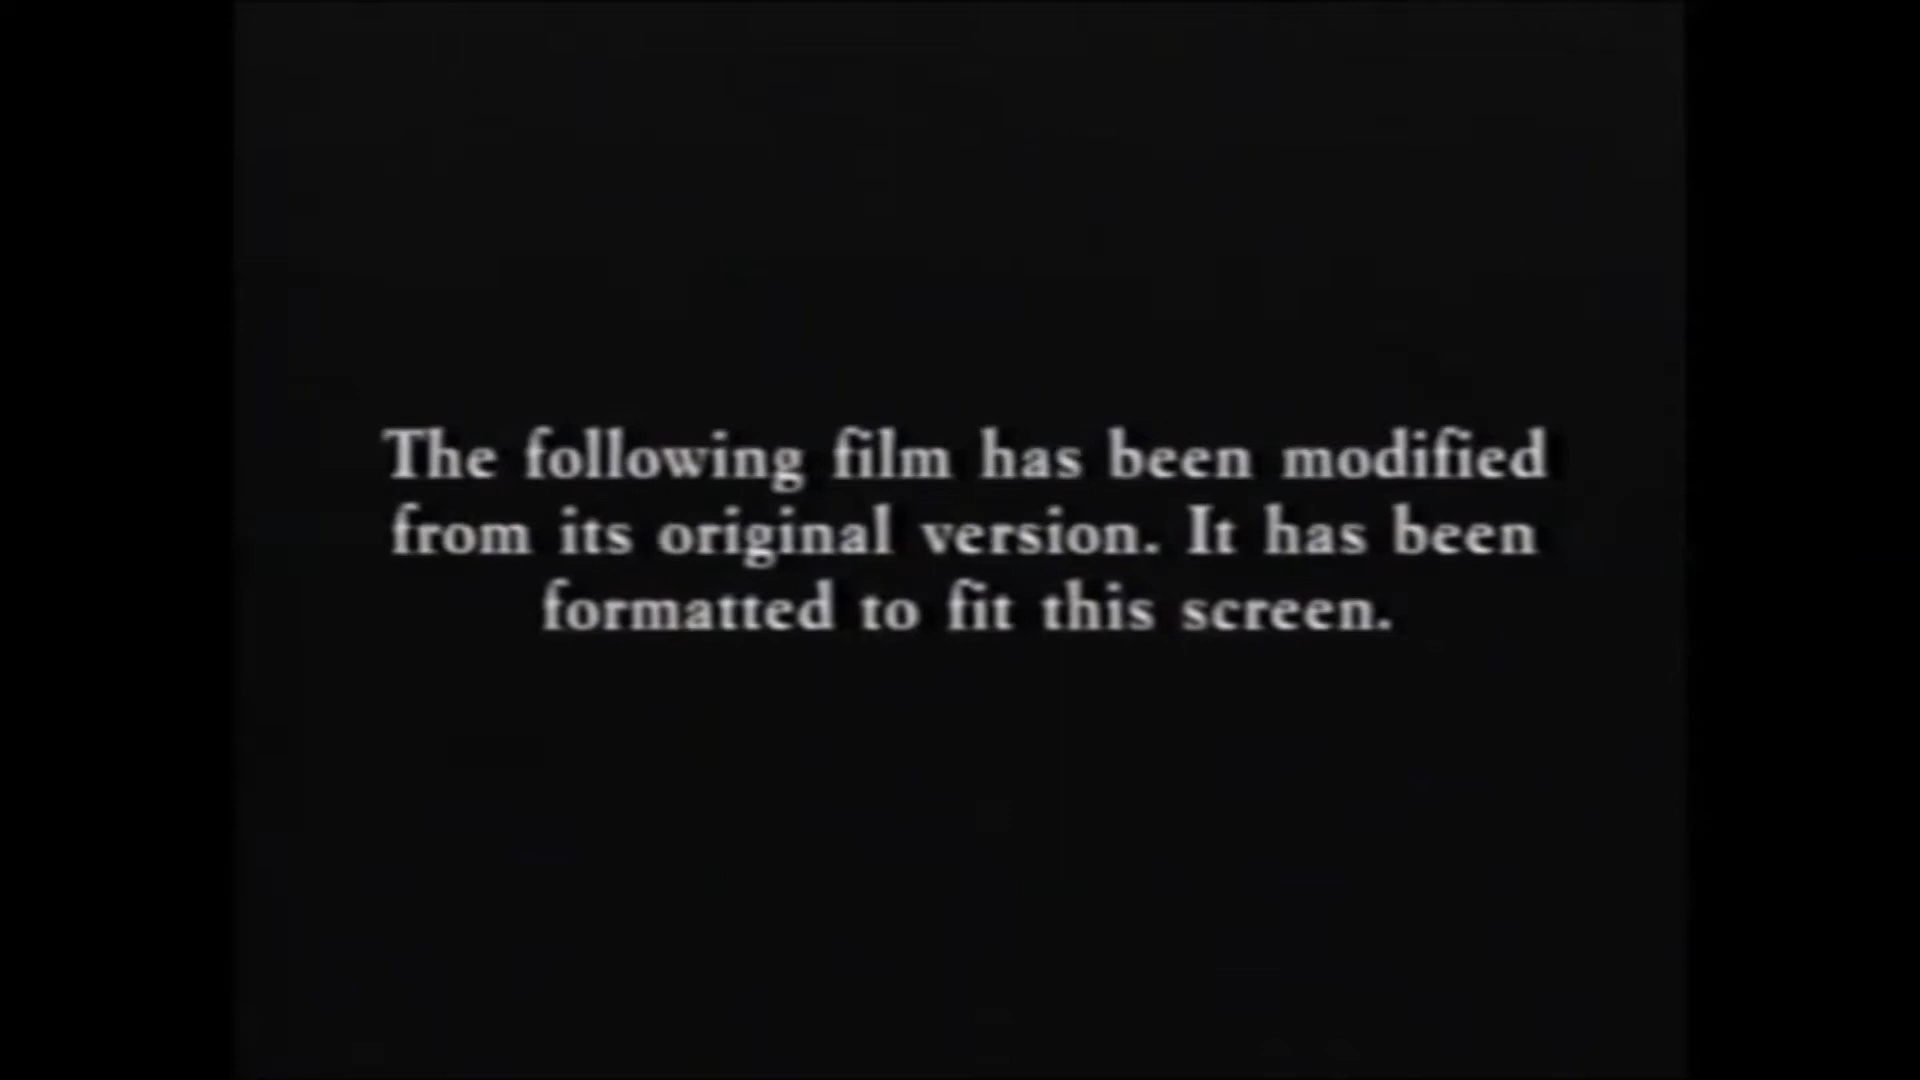 The following film has been modified
from its original version. It has been
formatted to fit this screen.